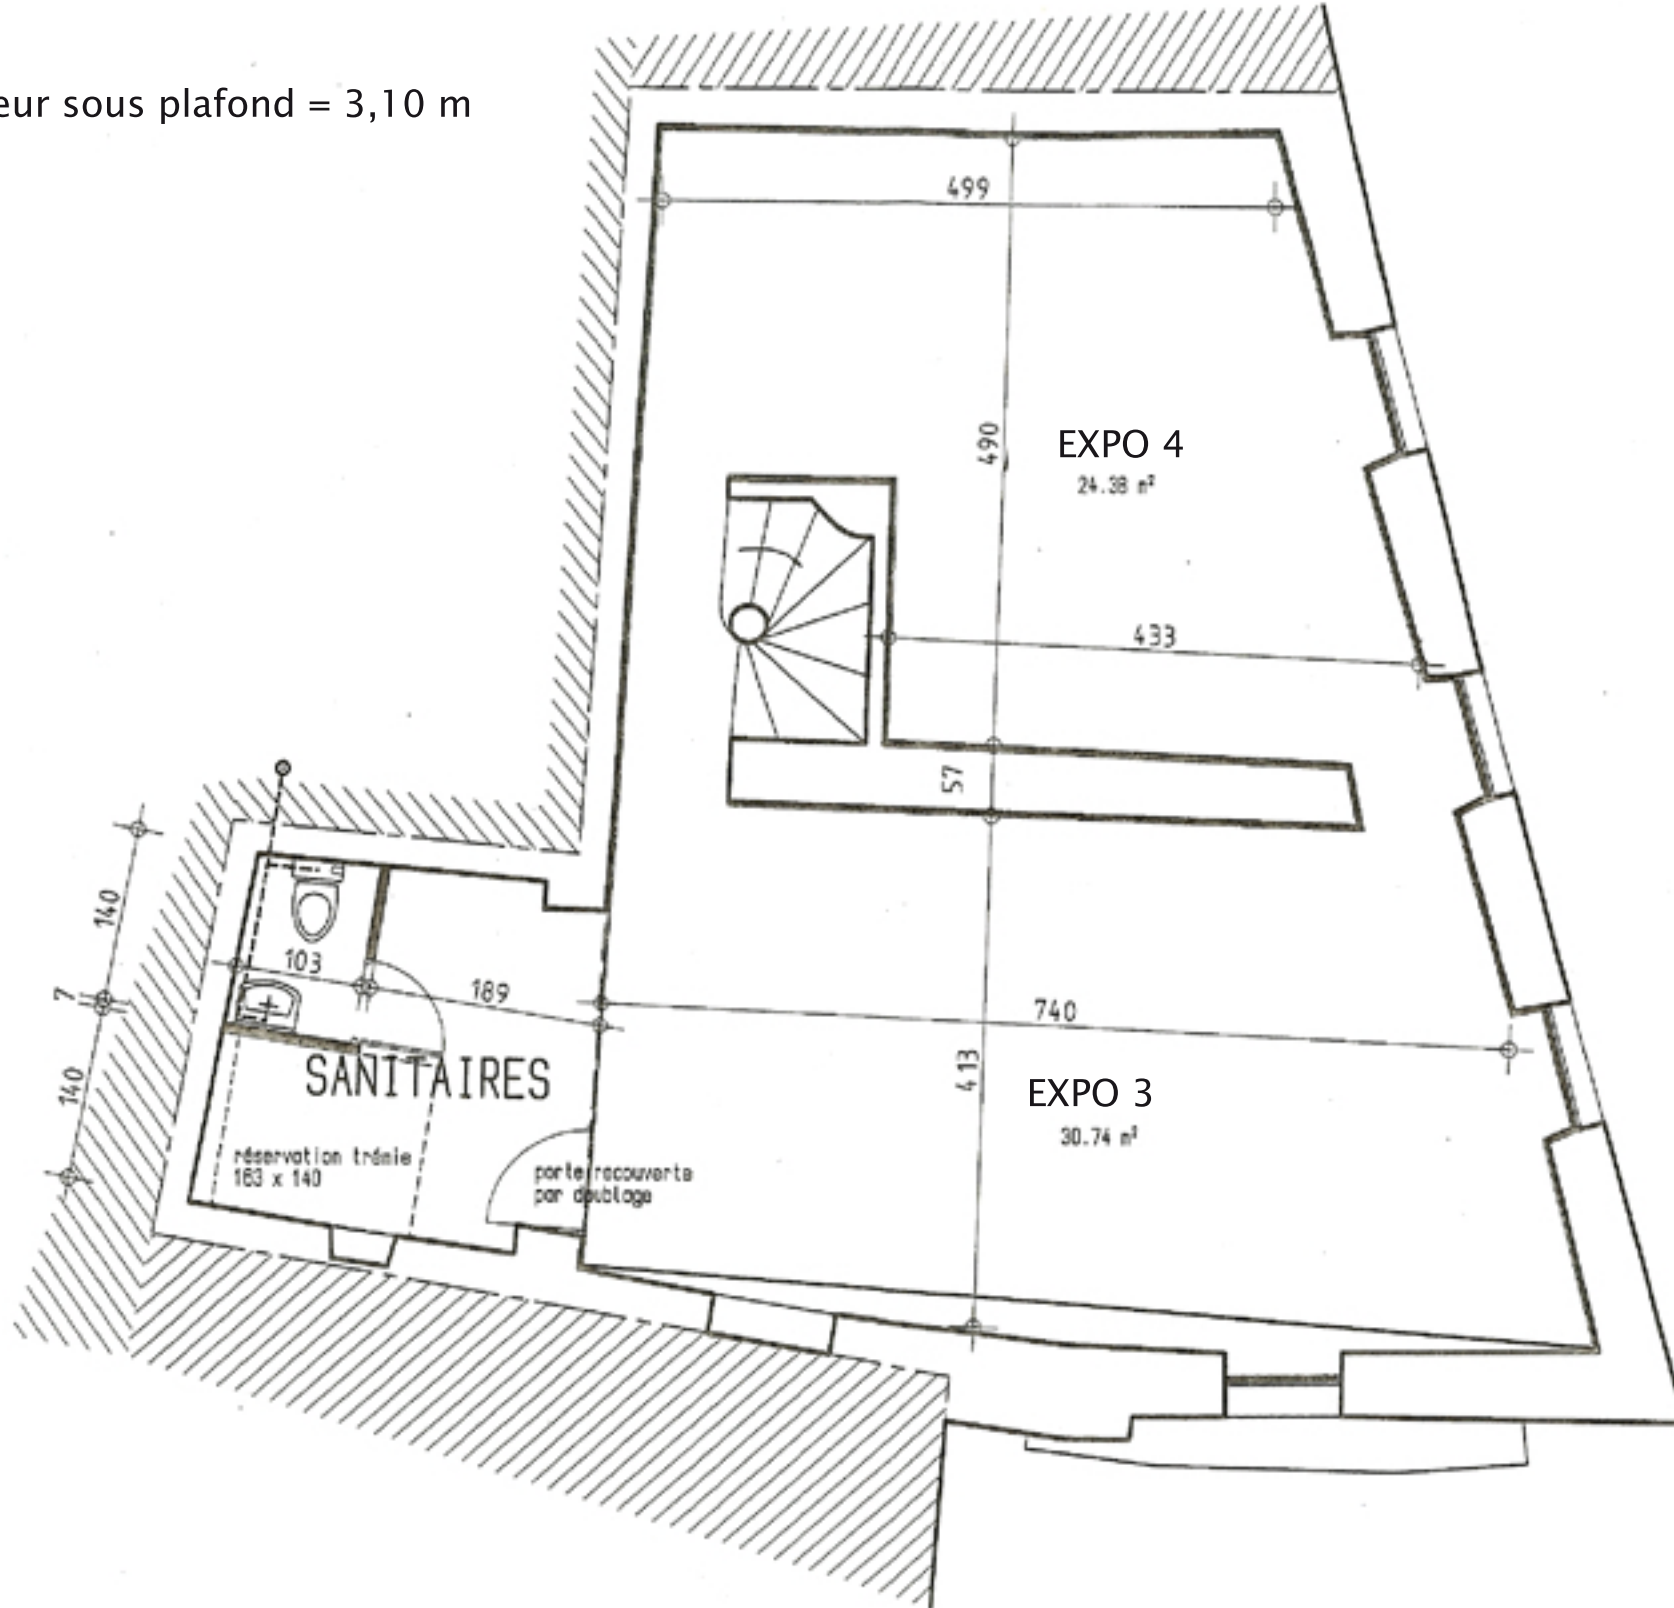 eur sous plafond = 3,10 m
499
490
EXPO 4
24.38 m²
433
57
140
7
140
103
189
740
413
SANITAIRES
EXPO 3
30.74 m²
réservation trémie
163 x 140
porte recouverte
par doublage